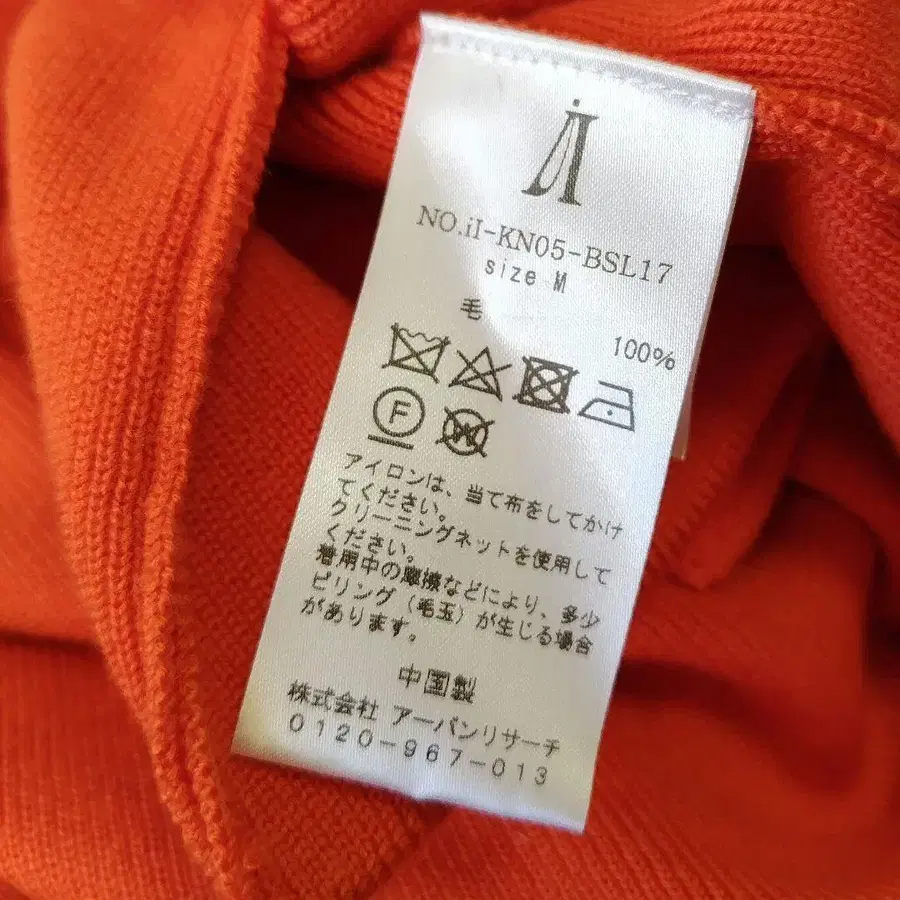 iI
NO.iI-KN05-BSL17
size M
毛 100%
F
W
アイロンは、当て布をしてかけ
てください。
クリーニングネットを使用して
ください。
着用中の摩擦などにより、多少
ピリング(毛玉)が生じる場合
があります。
中国製
株式会社 アーバンリサーチ
0120-967-013